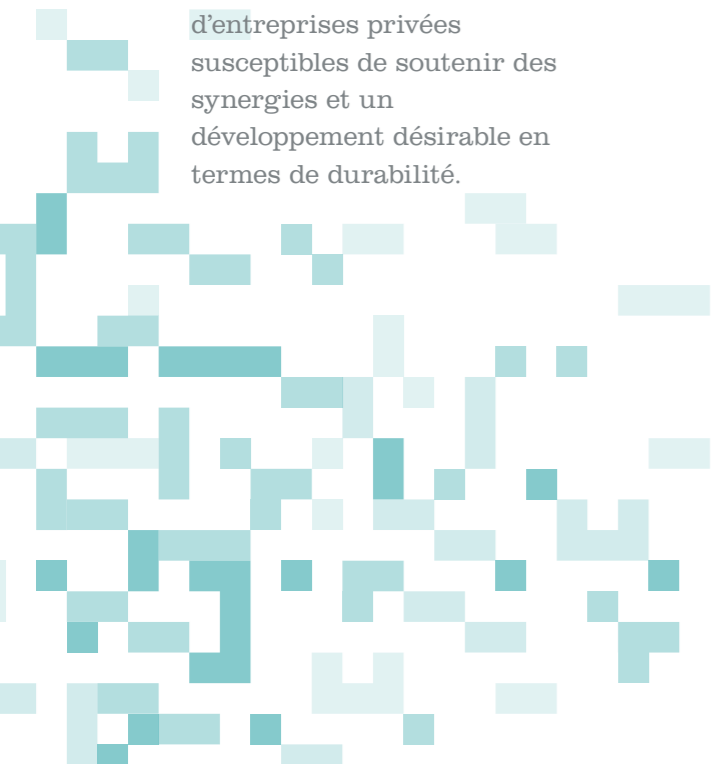 d’entreprises privées
susceptibles de soutenir des
synergies et un
développement désirable en
termes de durabilité.